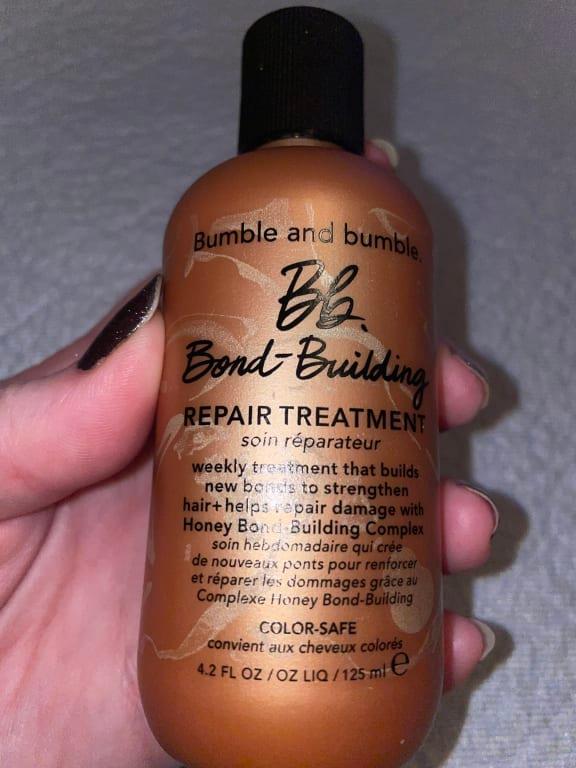 Bumble and bumble.
Bb.
Bond-Building
REPAIR TREATMENT
soin réparateur
weekly treatment that builds
new bonds to strengthen
hair+helps repair damage with
Honey Bond-Building Complex
soin hebdomadaire qui crée
de nouveaux ponts pour renforcer
et réparer les dommages grâce au
Complexe Honey Bond-Building
COLOR-SAFE
convient aux cheveux colorés
4.2 FL OZ / OZ LIQ / 125 ml ℮